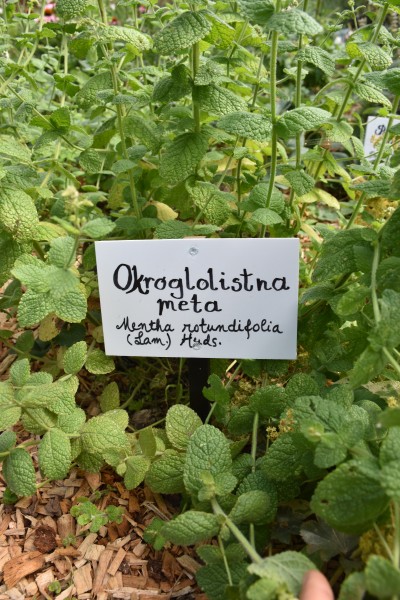 Okroglolistna
meta
Mentha rotundifolia
(Lam.) Huds.